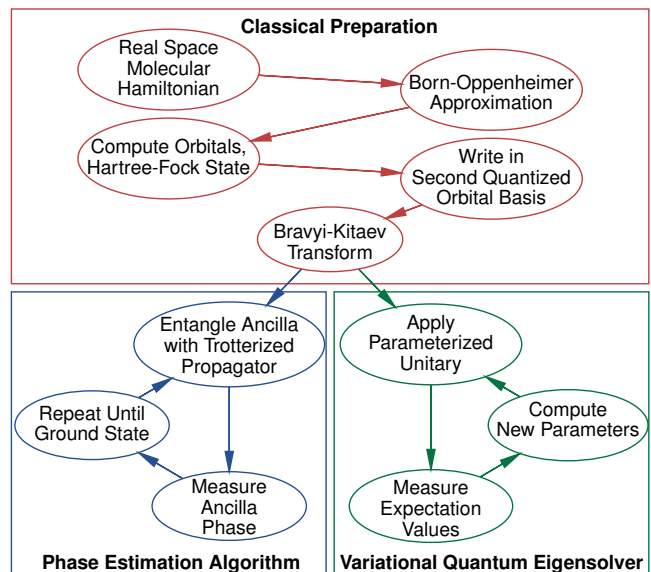 Classical Preparation
Real Space
Molecular
Hamiltonian
Born-Oppenheimer
Approximation
Compute Orbitals,
Hartree-Fock State
Write in
Second Quantized
Orbital Basis
Bravyi-Kitaev
Transform
Entangle Ancilla
with Trotterized
Propagator
Repeat Until
Ground State
Measure
Ancilla
Phase
Phase Estimation Algorithm
Apply
Parameterized
Unitary
Compute
New Parameters
Measure
Expectation
Values
Variational Quantum Eigensolver